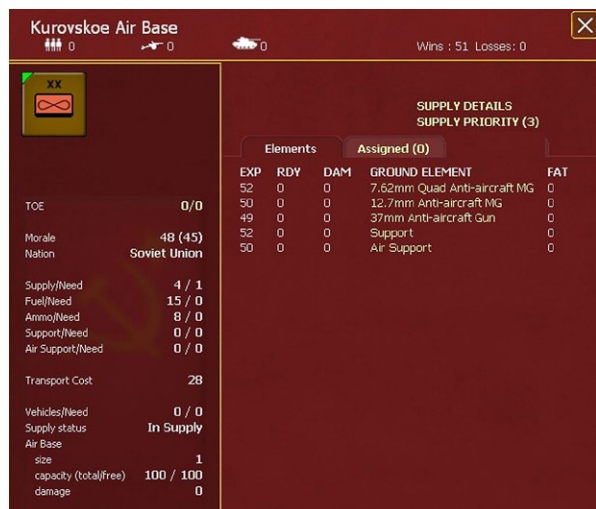 Kurovskoe Air Base
0 0 0 Wins : 51 Losses: 0
XX
SUPPLY DETAILS
SUPPLY PRIORITY (3)
Elements Assigned (0)
EXP RDY DAM GROUND ELEMENT FAT
52 0 0 7.62mm Quad Anti-aircraft MG 0
50 0 0 12.7mm Anti-aircraft MG 0
49 0 0 37mm Anti-aircraft Gun 0
52 0 0 Support 0
50 0 0 Air Support 0
TOE 0/0
Morale 48 (45)
Nation Soviet Union
Supply/Need 4 / 1
Fuel/Need 15 / 0
Ammo/Need 8 / 0
Support/Need 0 / 0
Air Support/Need 0 / 0
Transport Cost 28
Vehicles/Need 0 / 0
Supply status In Supply
Air Base
size 1
capacity (total/free) 100 / 100
damage 0